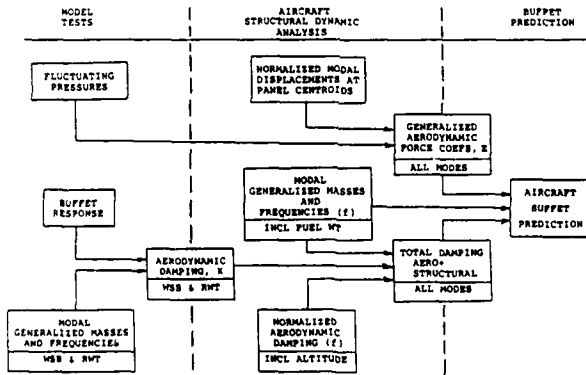 MODEL
TESTS
AIRCRAFT
STRUCTURAL DYNAMIC
ANALYSIS
BUFFET
PREDICTION
FLUCTUATING
PRESSURES
NORMALIZED MODAL
DISPLACEMENTS AT
PANEL CENTROIDS
GENERALIZED
AERODYNAMIC
FORCE COEFS, E
ALL MODES
BUFFET
RESPONSE
MODAL
GENERALIZED MASSES
AND
FREQUENCIES (f)
INCL FUEL WT
AIRCRAFT
BUFFET
PREDICTION
AERODYNAMIC
DAMPING, K
WSB & RWT
TOTAL DAMPING
AERO+
STRUCTURAL
ALL MODES
MODAL
GENERALIZED MASSES
AND FREQUENCIES
WSB & RWT
NORMALIZED
AERODYNAMIC
DAMPING (f)
INCL ALTITUDE